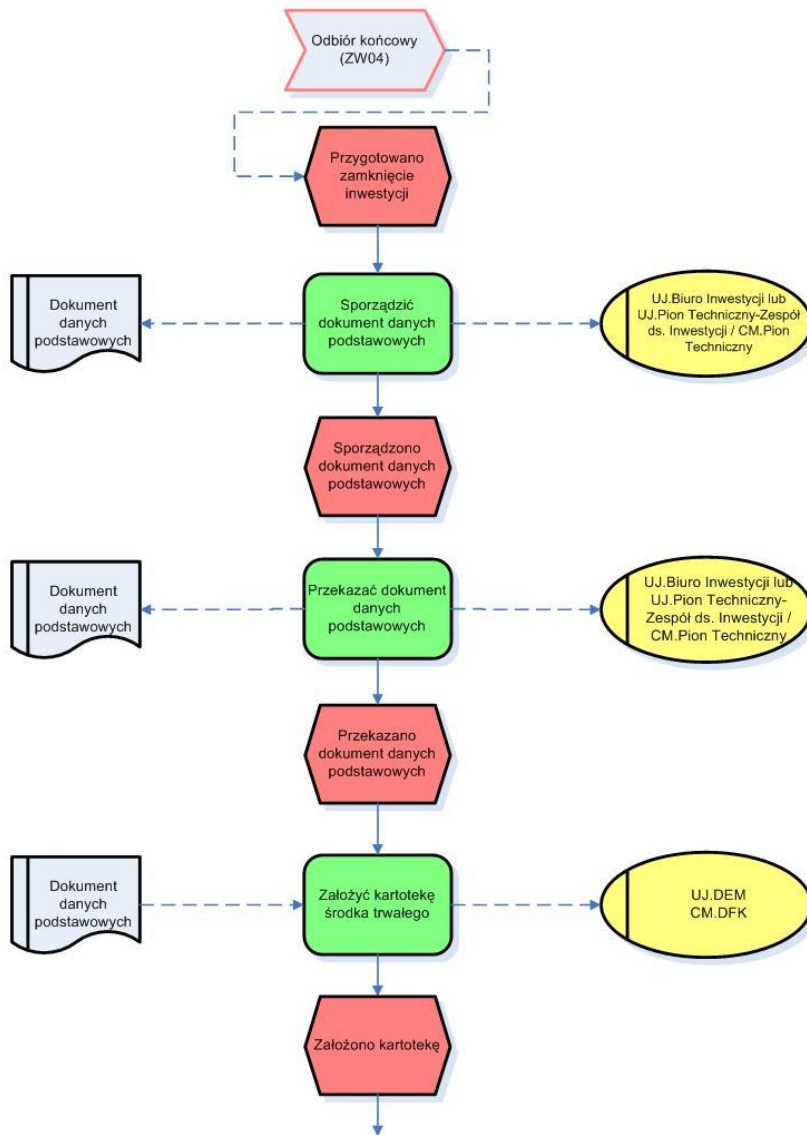 Odbiór końcowy
(ZW04)
Przygotowano
zamknięcie
inwestycji
Dokument
danych
podstawowych
Sporządzić
dokument danych
podstawowych
UJ.Biuro Inwestycji lub
UJ.Pion Techniczny-Zespół
ds. Inwestycji / CM.Pion
Techniczny
Sporządzono
dokument danych
podstawowych
Dokument
danych
podstawowych
Przekazać dokument
danych
podstawowych
UJ.Biuro Inwestycji lub
UJ.Pion Techniczny-
Zespół ds. Inwestycji /
CM.Pion Techniczny
Przekazano
dokument danych
podstawowych
Dokument
danych
podstawowych
Założyć kartotekę
środka trwałego
UJ.DEM
CM.DFK
Założono kartotekę